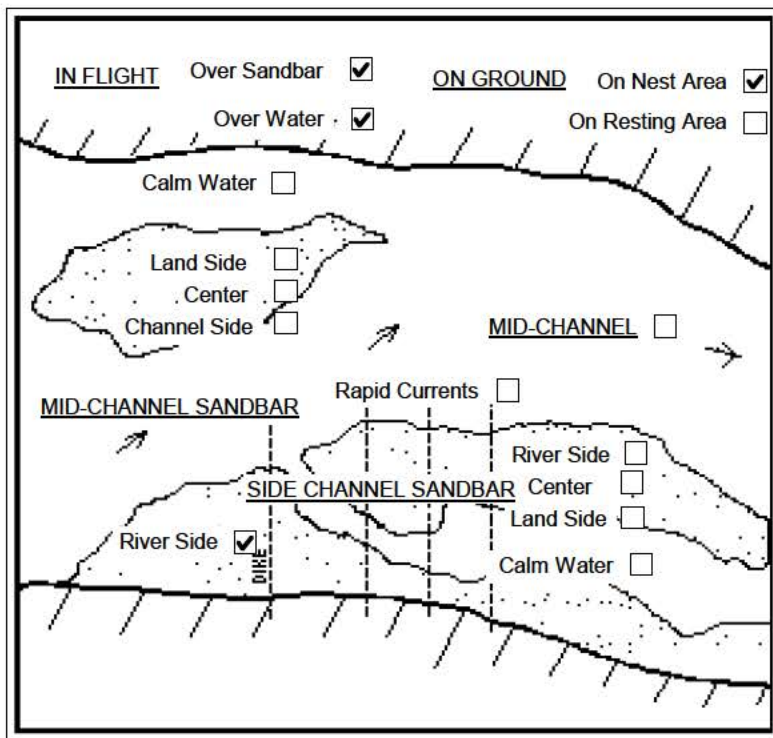 IN FLIGHT Over Sandbar ON GROUND On Nest Area
Over Water On Resting Area
Calm Water
Land Side
Center
Channel Side
MID-CHANNEL
Rapid Currents
MID-CHANNEL SANDBAR
River Side
SIDE CHANNEL SANDBAR Center
Land Side
River Side
DIKE
Calm Water